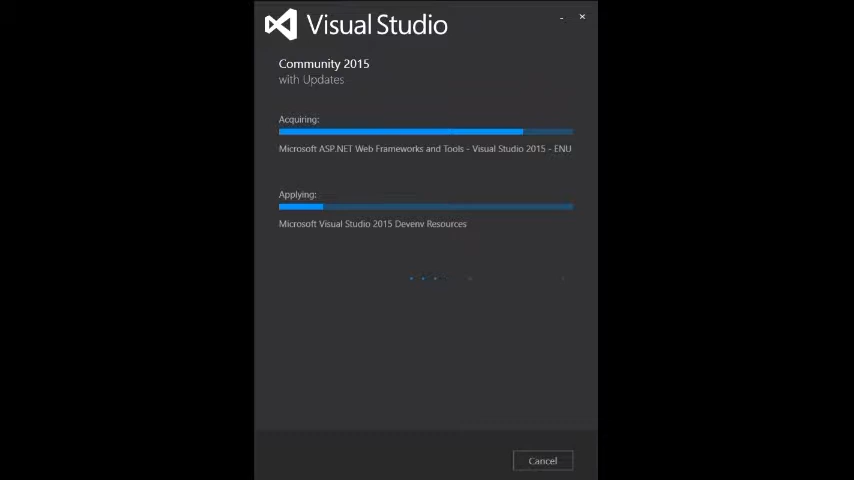 Visual Studio
Community 2015
with Updates
Acquiring:
Microsoft ASP.NET Web Frameworks and Tools - Visual Studio 2015 - ENU
Applying:
Microsoft Visual Studio 2015 Devenv Resources
Cancel